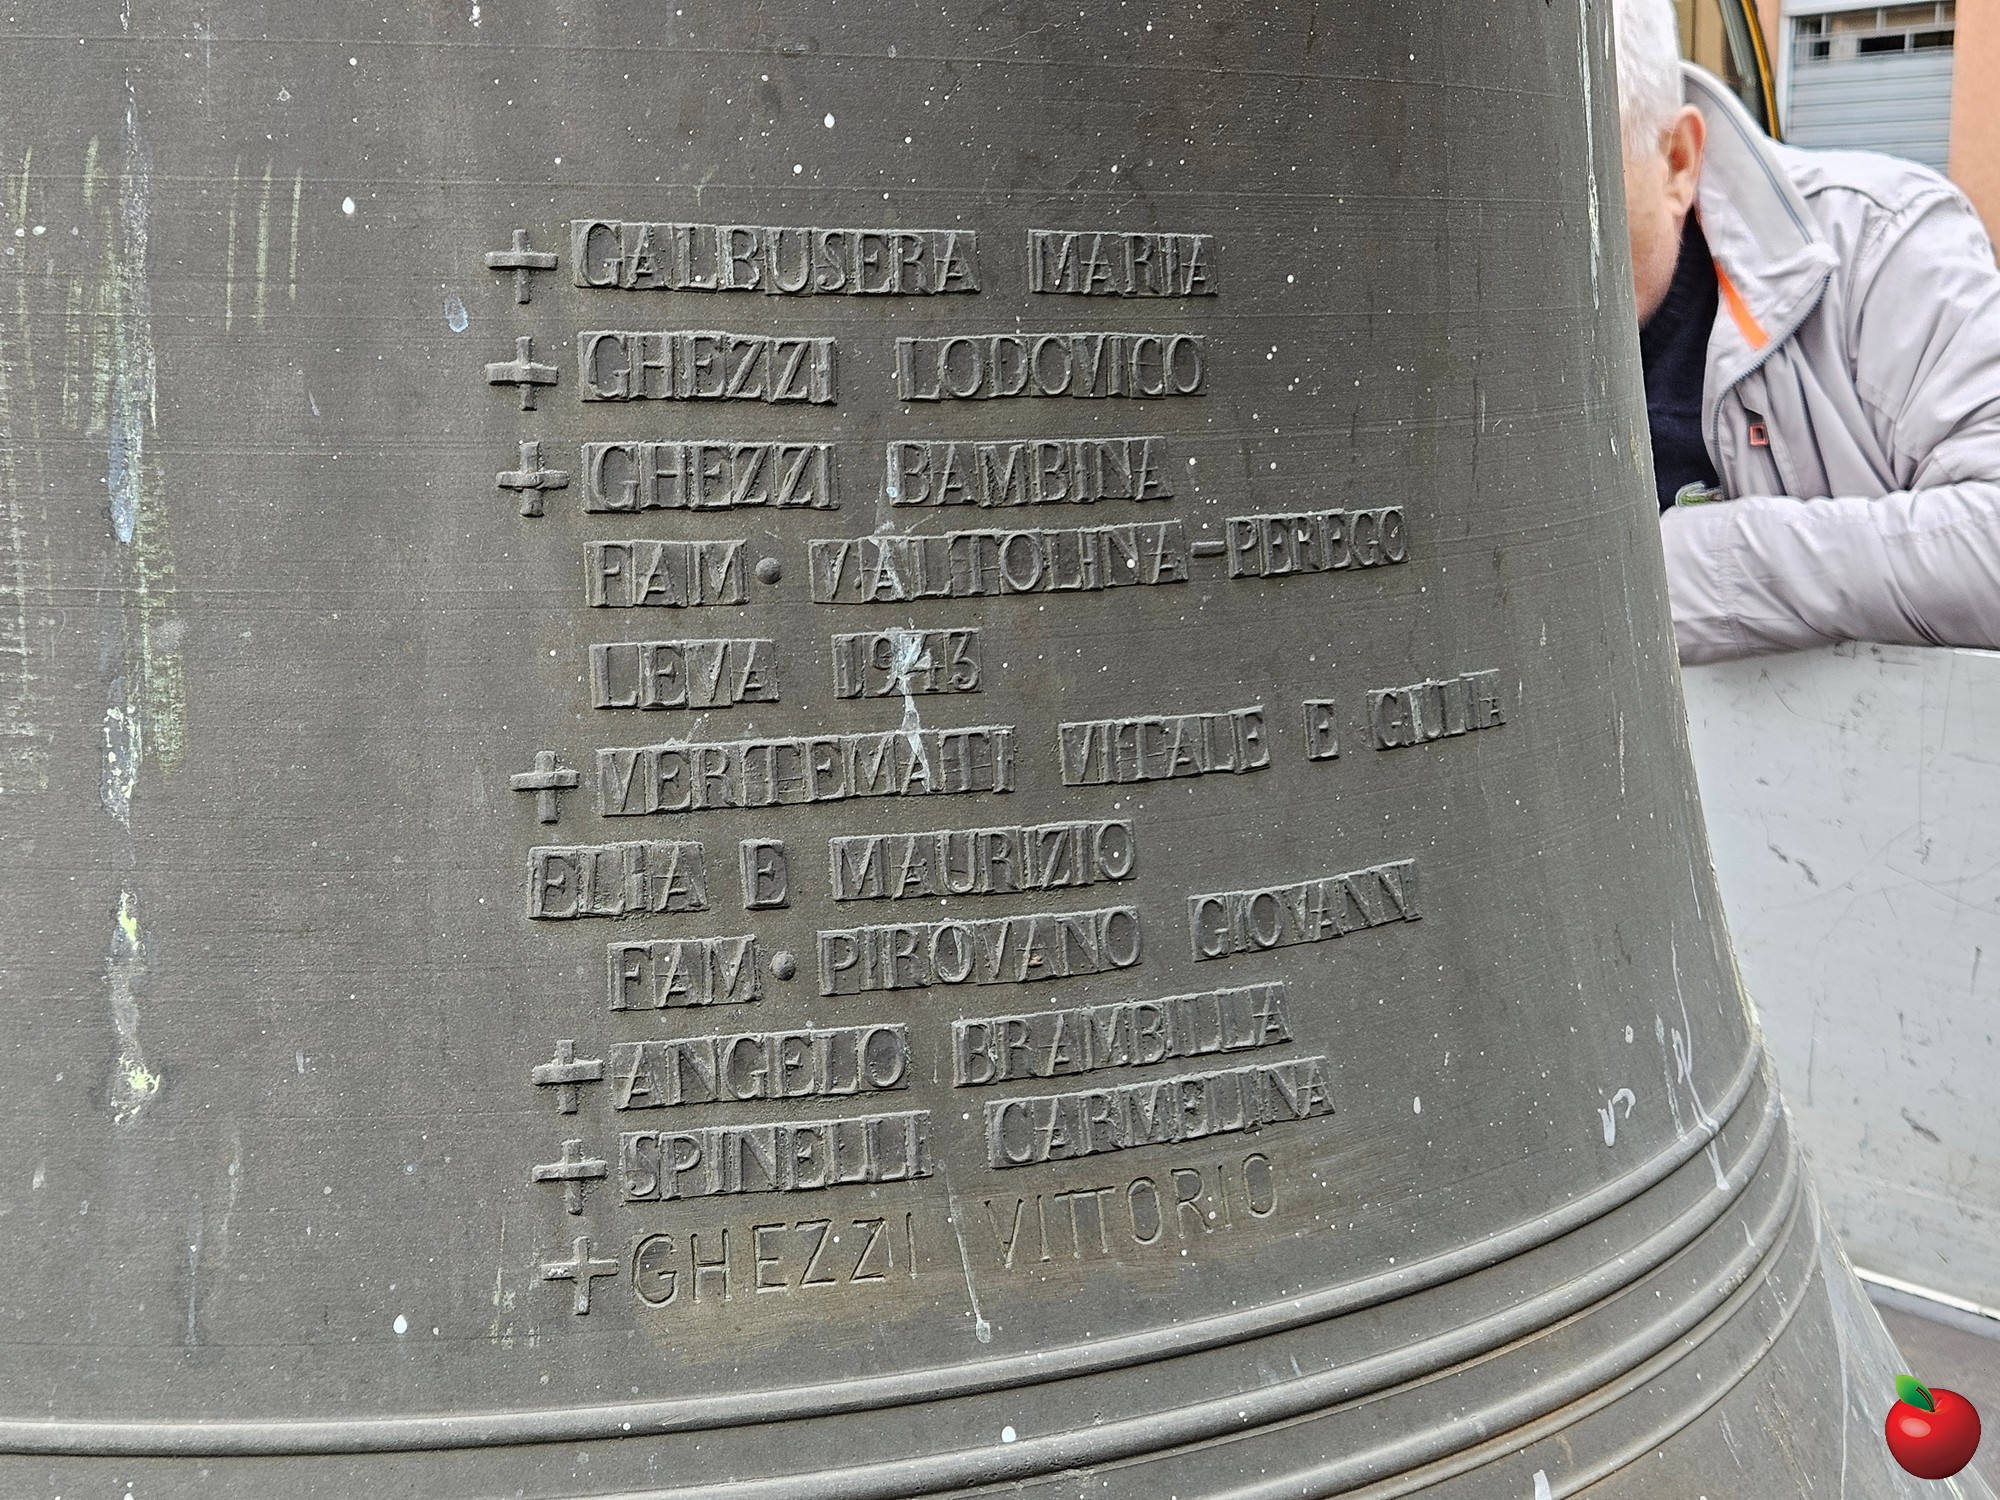 + GALBUSERA MARIA
+ GHEZZI LODOVICO
+ GHEZZI BAMBINA
FAM· VALTOLINA-PEREGO
LEVA 1943
+ VERTEMATI VITALE E GIULIA
ELIA E MAURIZIO
FAM· PIROVANO GIOVANNI
+ ANGELO BRAMBILLA
+ SPINELLI CARMELINA
+ GHEZZI VITTORIO